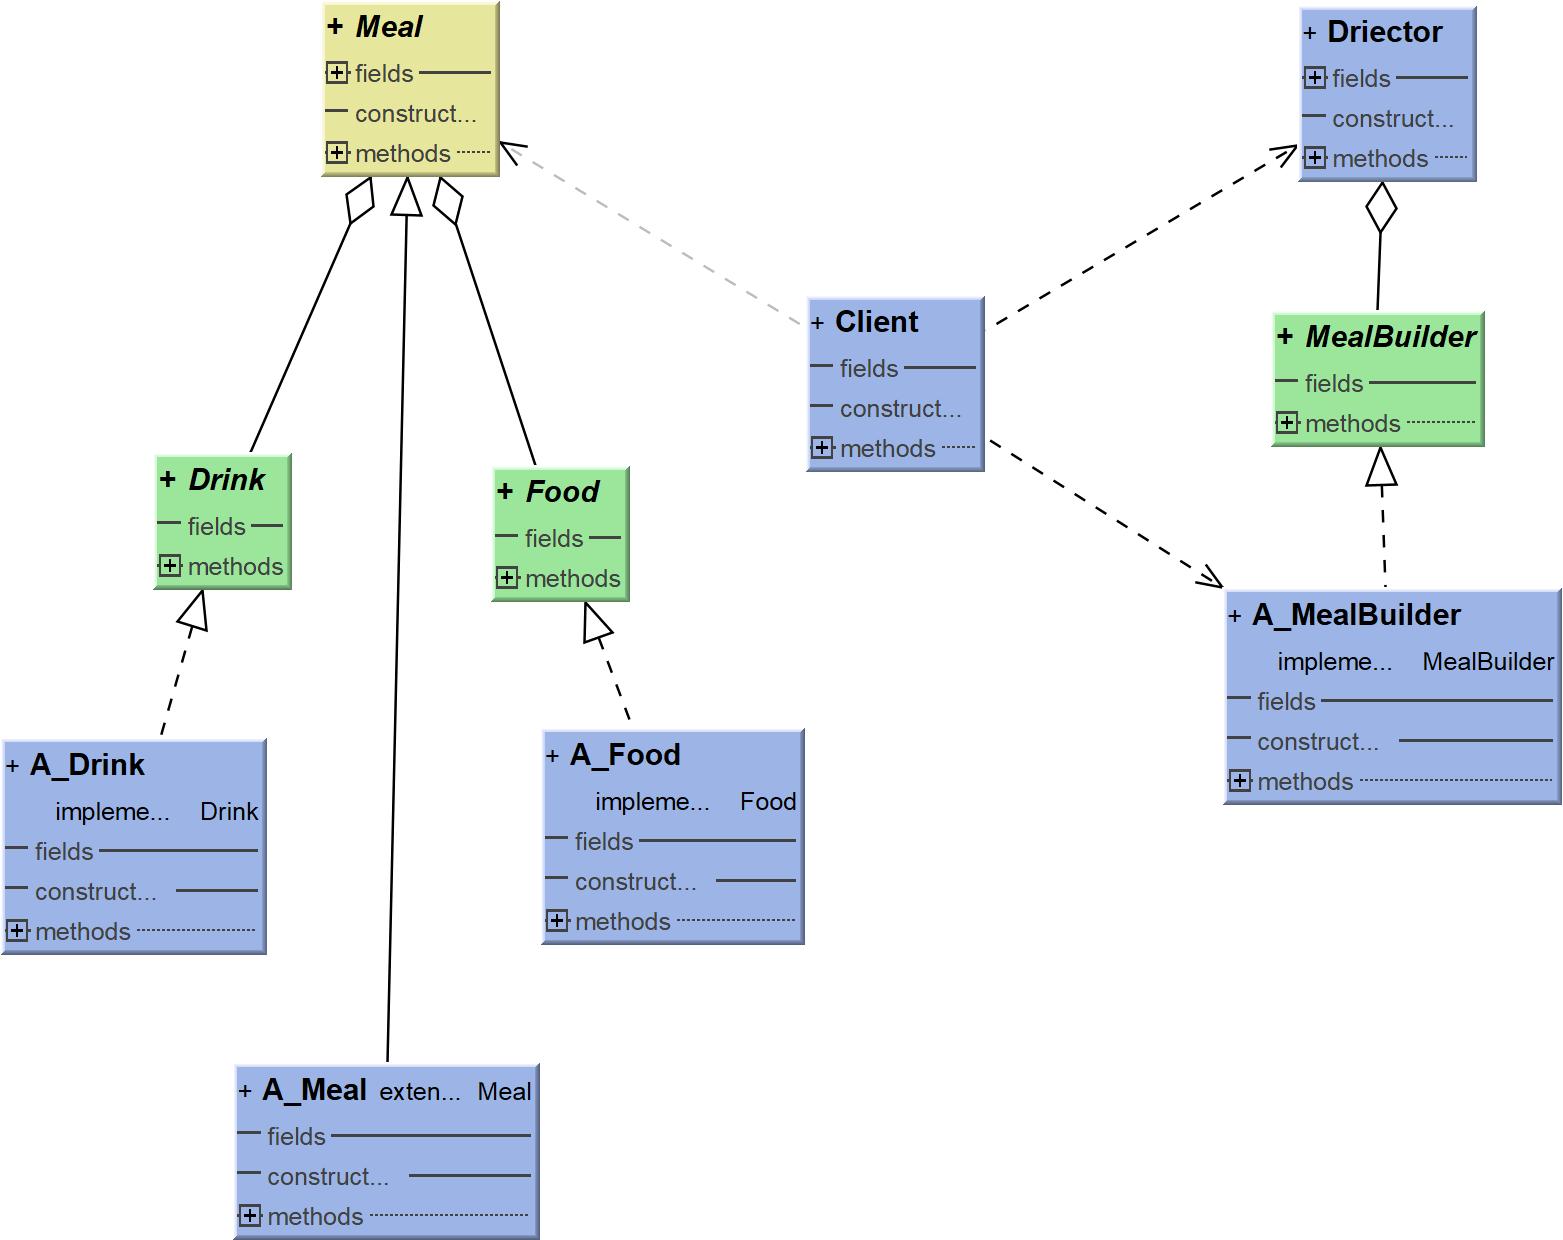 + Meal
fields
construct...
methods
+ Driector
fields
construct...
methods
+ Client
fields
construct...
methods
+ MealBuilder
fields
methods
+ Drink
fields
methods
+ Food
fields
methods
+ A_MealBuilder
impleme... MealBuilder
fields
construct...
methods
+ A_Drink
impleme... Drink
fields
construct...
methods
+ A_Food
impleme... Food
fields
construct...
methods
+ A_Meal exten... Meal
fields
construct...
methods